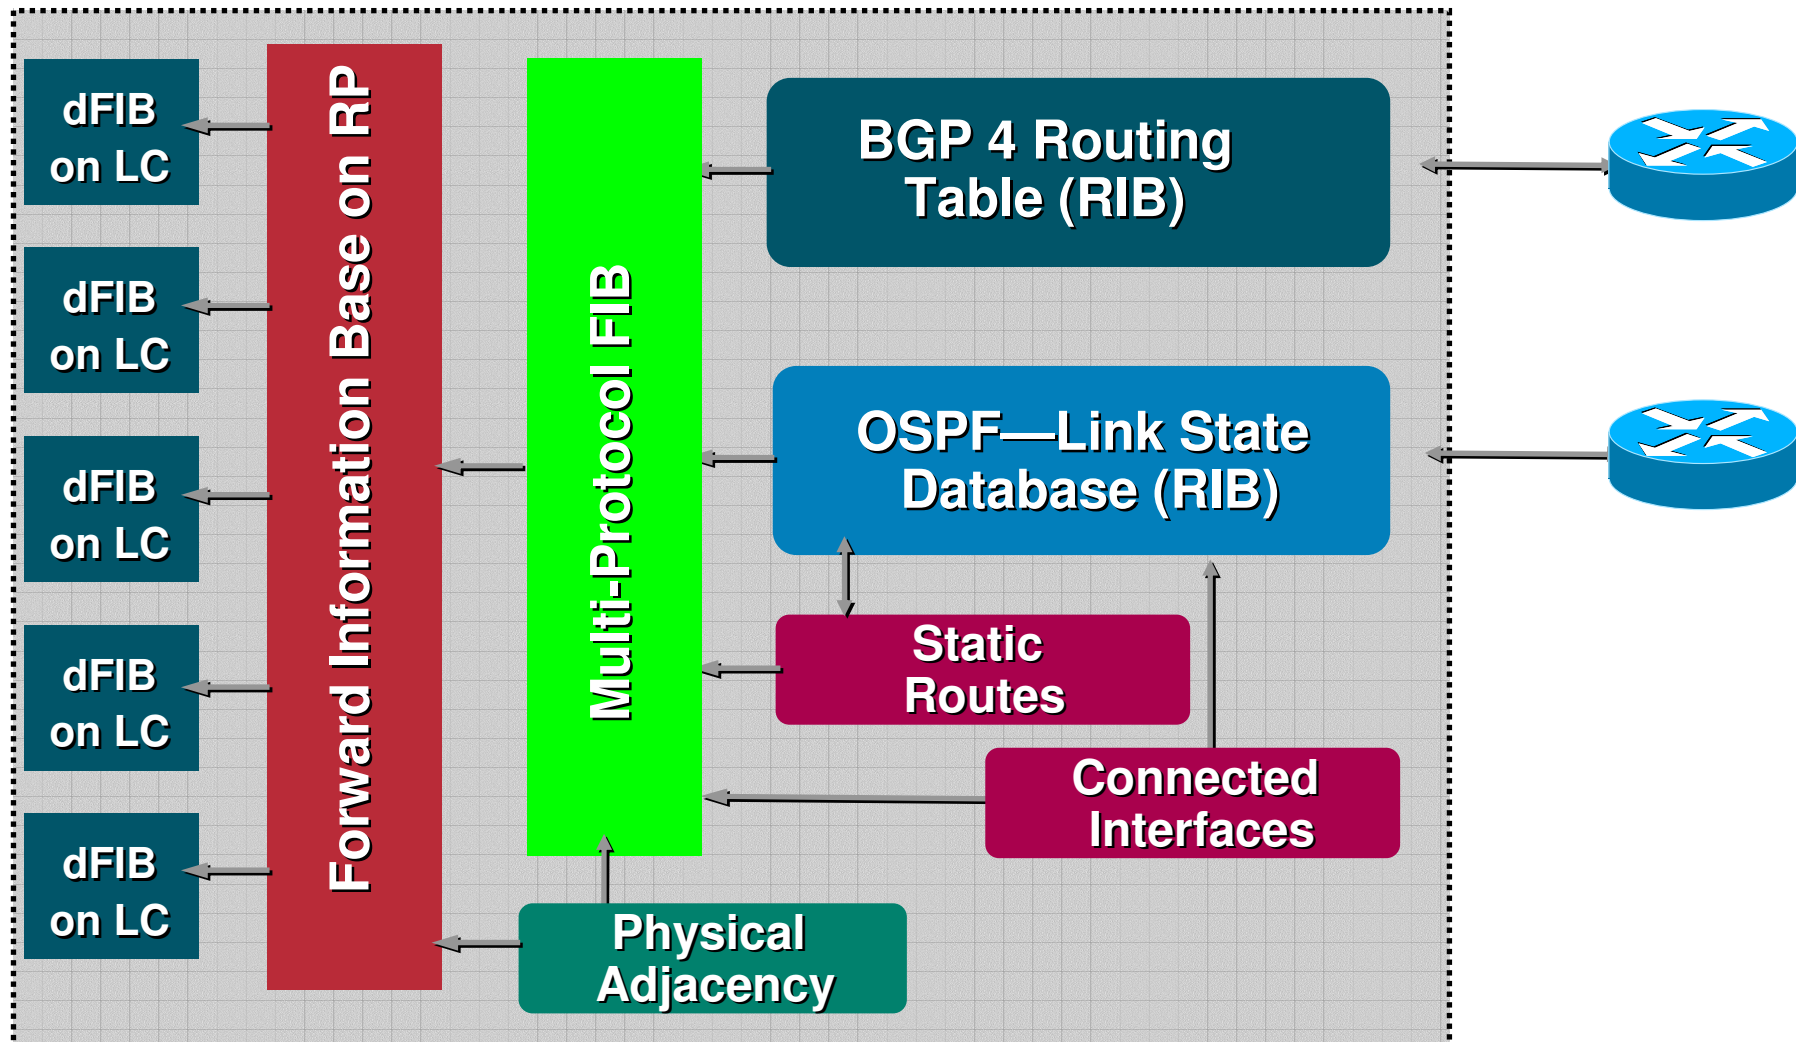 dFIB
on LC
dFIB
on LC
dFIB
on LC
dFIB
on LC
dFIB
on LC
Forward Information Base on RP
Multi-Protocol FIB
BGP 4 Routing
Table (RIB)
OSPF—Link State
Database (RIB)
Static
Routes
Connected
Interfaces
Physical
Adjacency